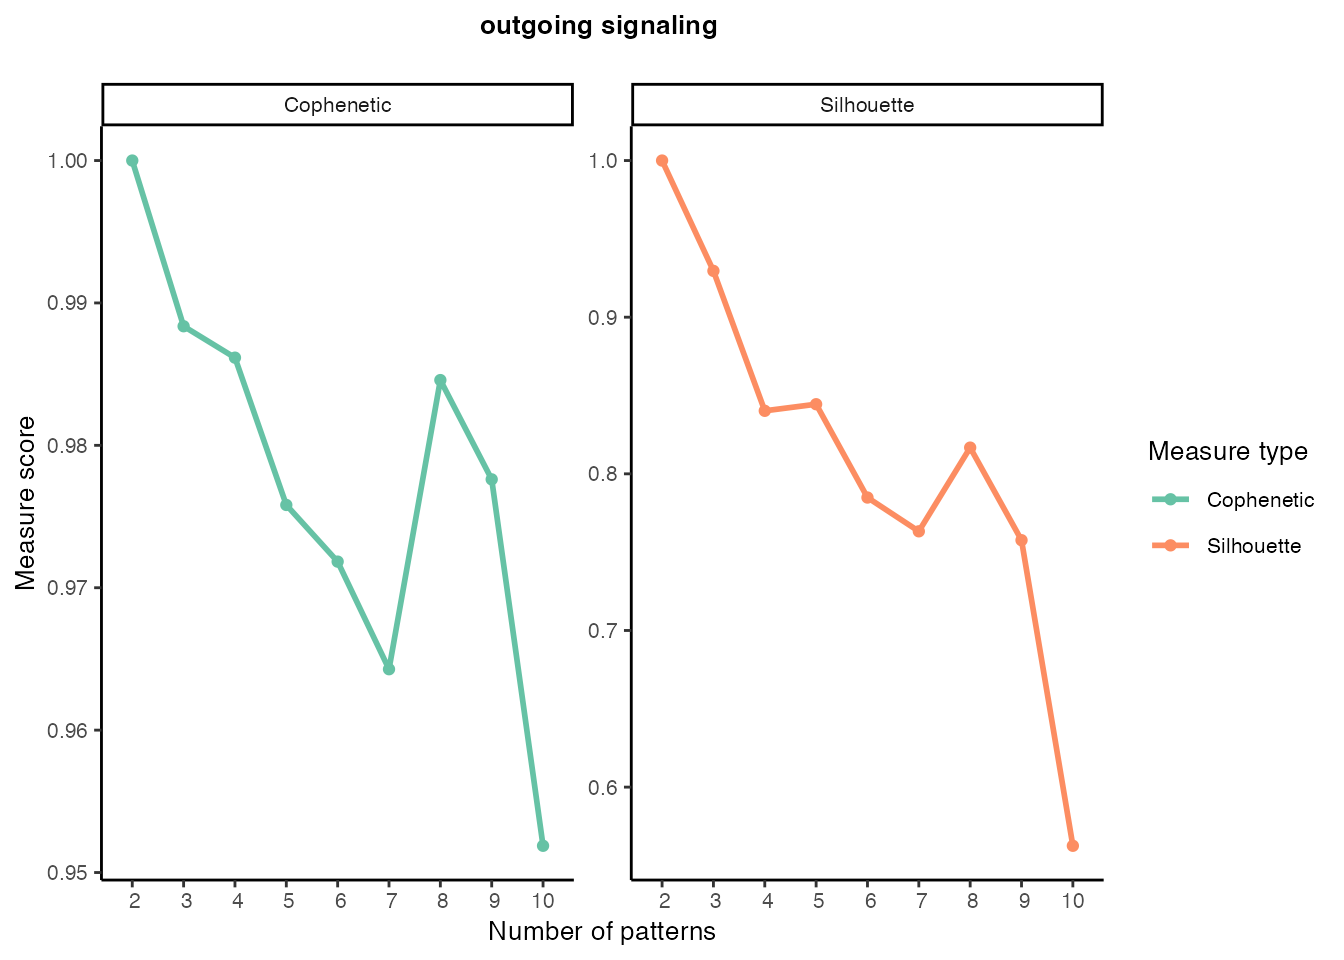 outgoing signaling
Cophenetic
Silhouette
Measure score
1.00
0.99
0.98
0.97
0.96
0.95
2 3 4 5 6 7 8 9 10
1.0
0.9
0.8
0.7
0.6
2 3 4 5 6 7 8 9 10
Number of patterns
Measure type
Cophenetic
Silhouette